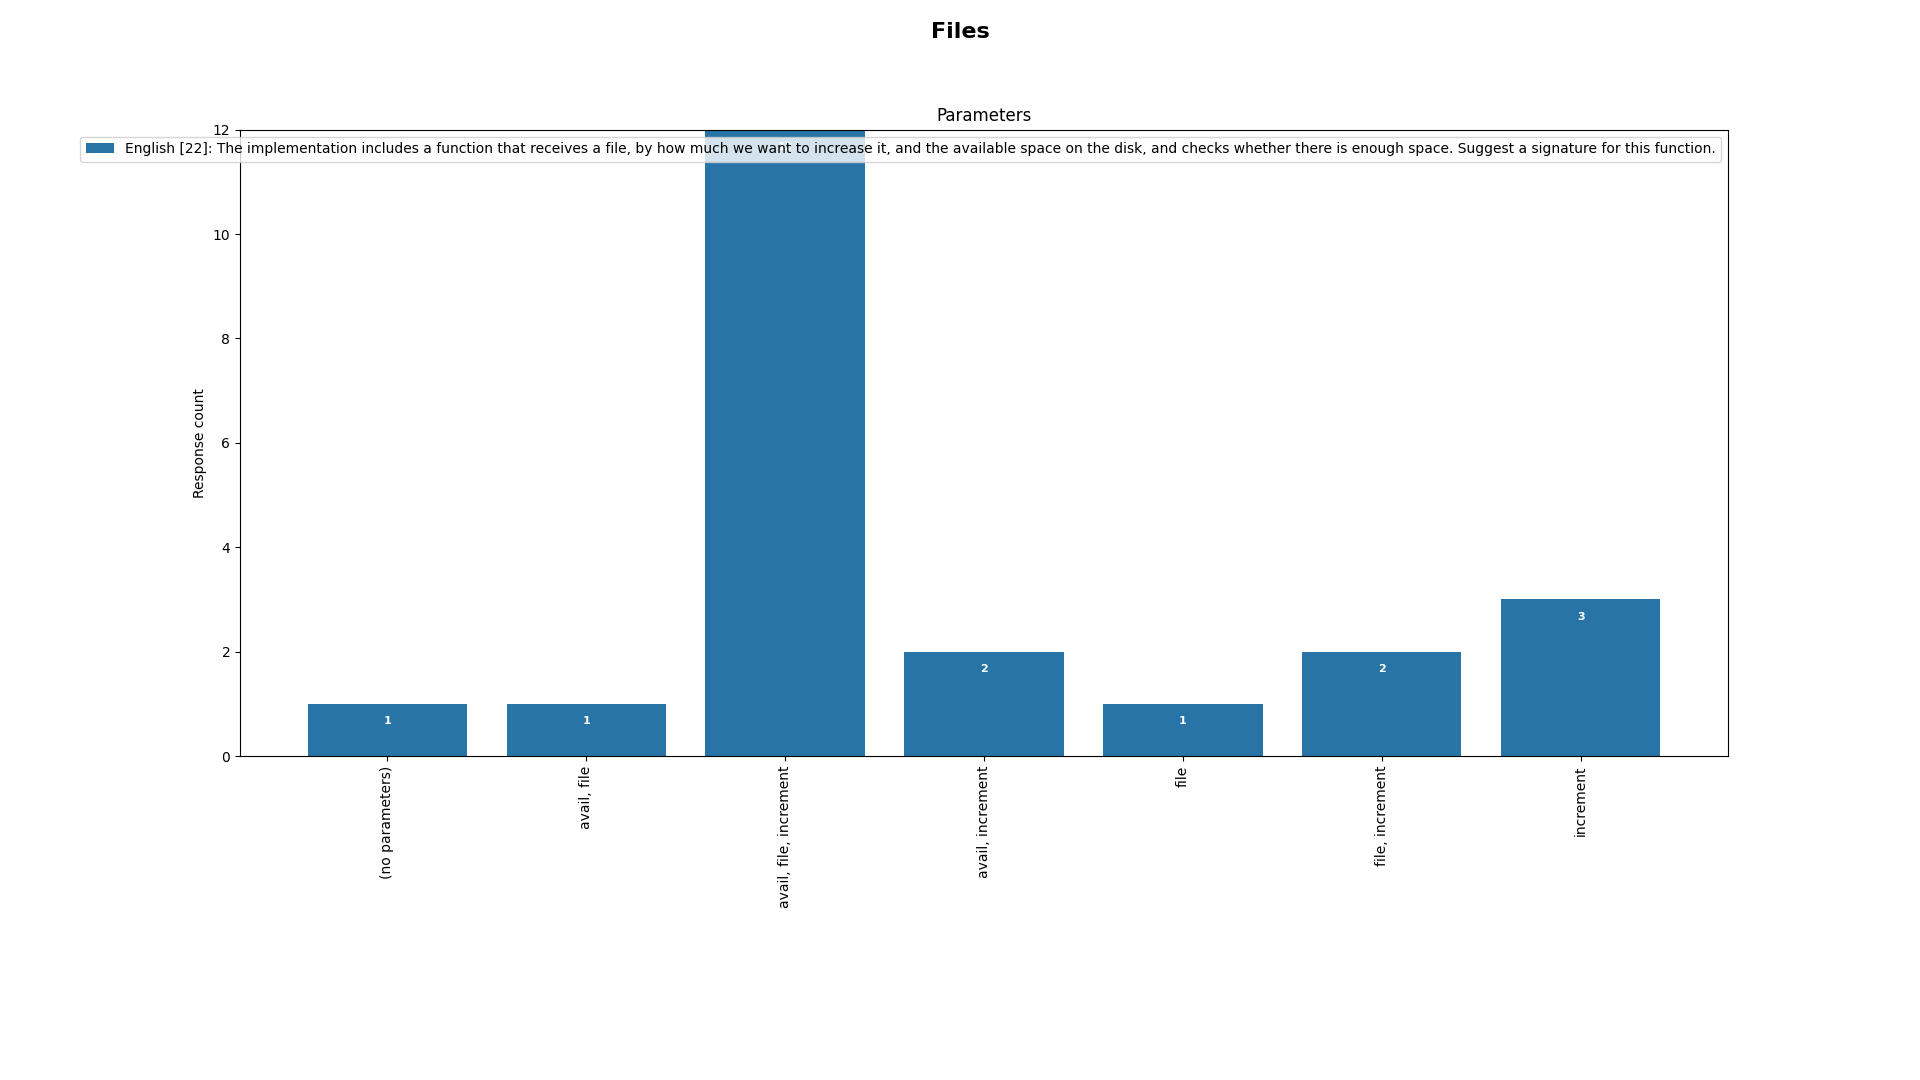 Files
Parameters
English [22]: The implementation includes a function that receives a file, by how much we want to increase it, and the available space on the disk, and checks whether there is enough space. Suggest a signature for this function.
12
10
8
6
4
2
0
Response count
1
1
2
1
2
3
(no parameters)
avail, file
avail, file, increment
avail, increment
file
file, increment
increment